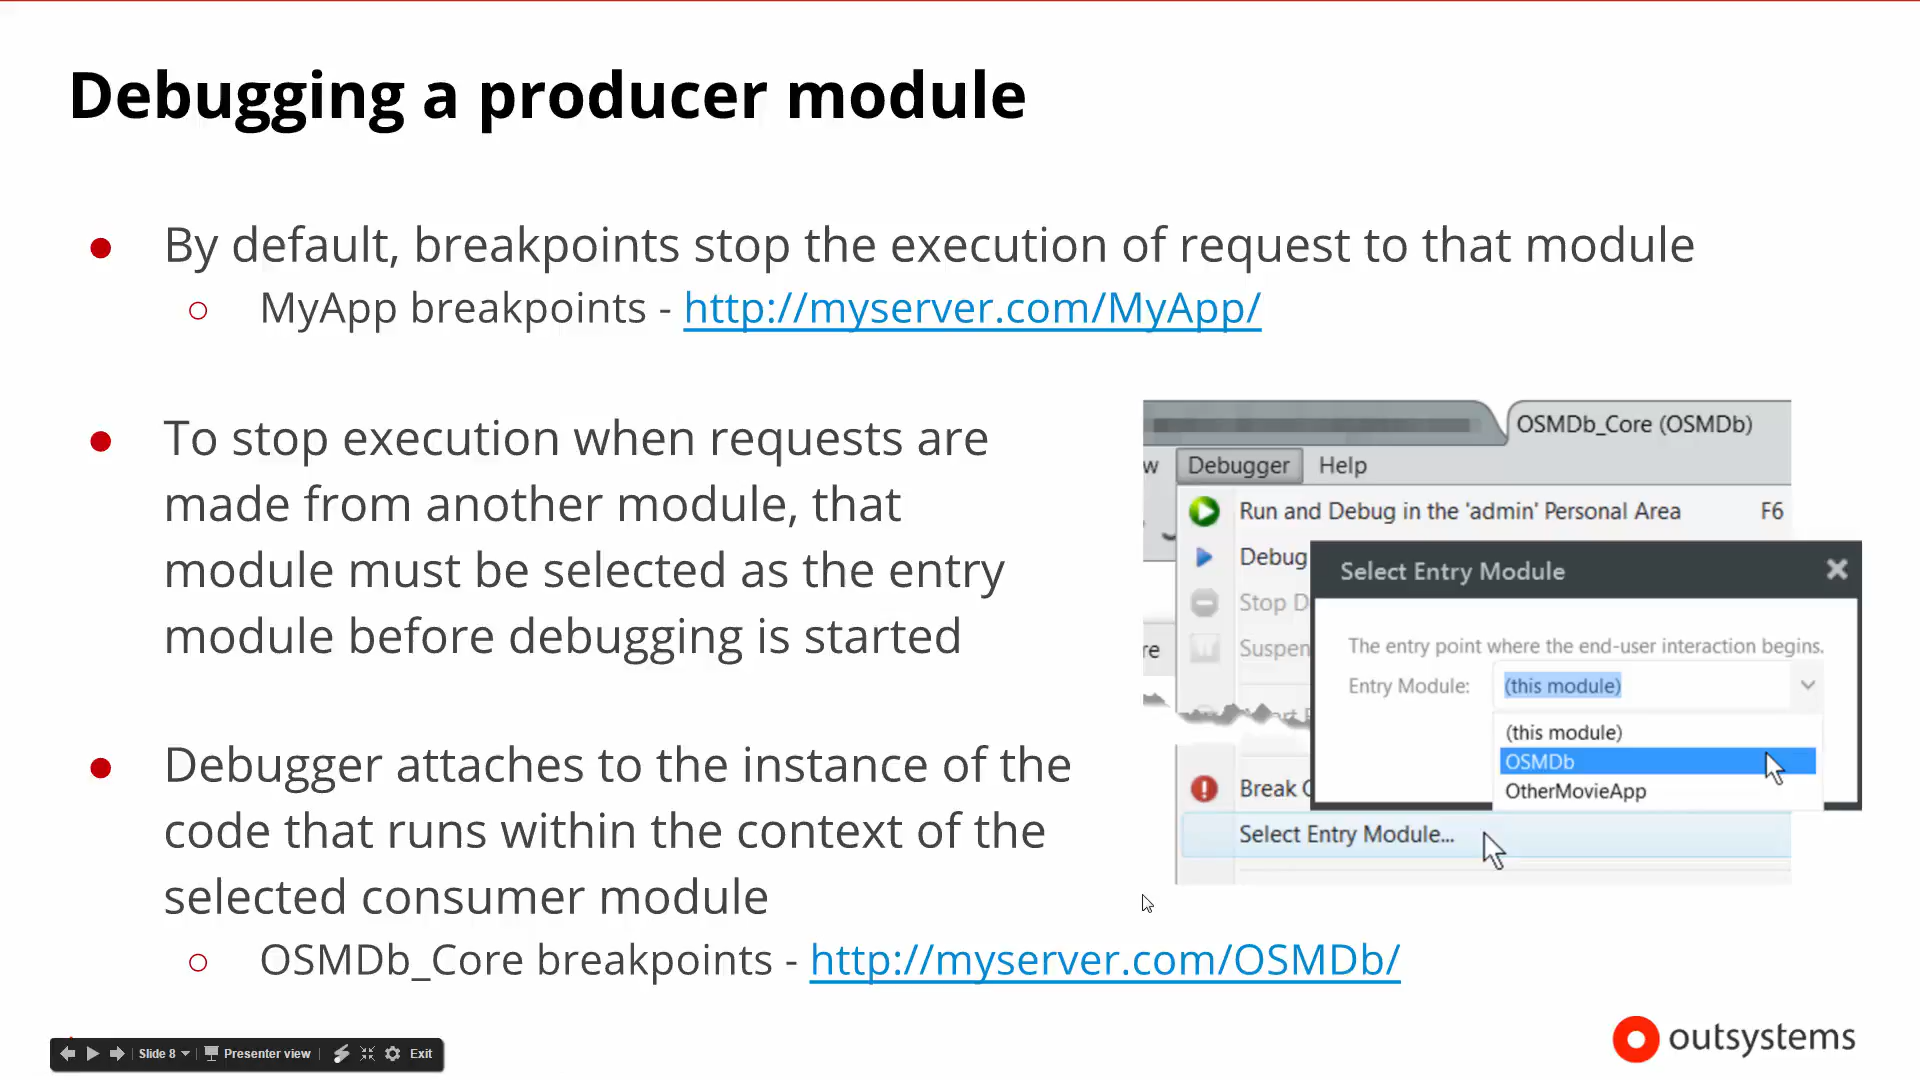 Debugging a producer module
● By default, breakpoints stop the execution of request to that module
○ MyApp breakpoints - http://myserver.com/MyApp/
● To stop execution when requests are
made from another module, that
module must be selected as the entry
module before debugging is started
● Debugger attaches to the instance of the
code that runs within the context of the
selected consumer module
○ OSMDb_Core breakpoints - http://myserver.com/OSMDb/
OSMDb_Core (OSMDb)
w Debugger Help
Run and Debug in the 'admin' Personal Area F6
Debug
Stop D
re Suspen
Break
Select Entry Module...
Select Entry Module
The entry point where the end-user interaction begins.
Entry Module: (this module)
(this module)
OSMDb
OtherMovieApp
Slide 8 Presenter view Exit
outsystems